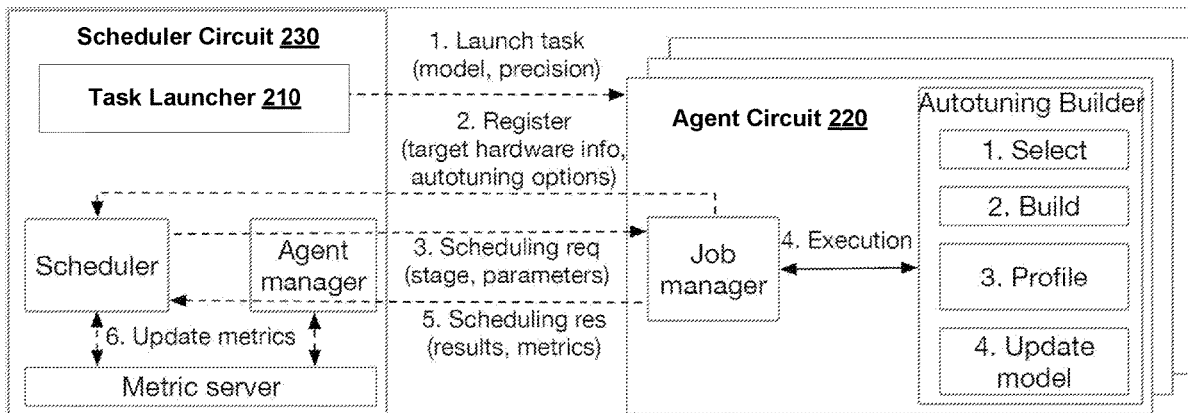 Scheduler Circuit 230
Task Launcher 210
1. Launch task
(model, precision)
2. Register
(target hardware info,
autotuning options)
Agent Circuit 220
Autotuning Builder
1. Select
2. Build
3. Profile
4. Update
model
Scheduler
Agent
manager
3. Scheduling req
(stage, parameters)
Job
manager
4. Execution
5. Scheduling res
(results, metrics)
6. Update metrics
Metric server